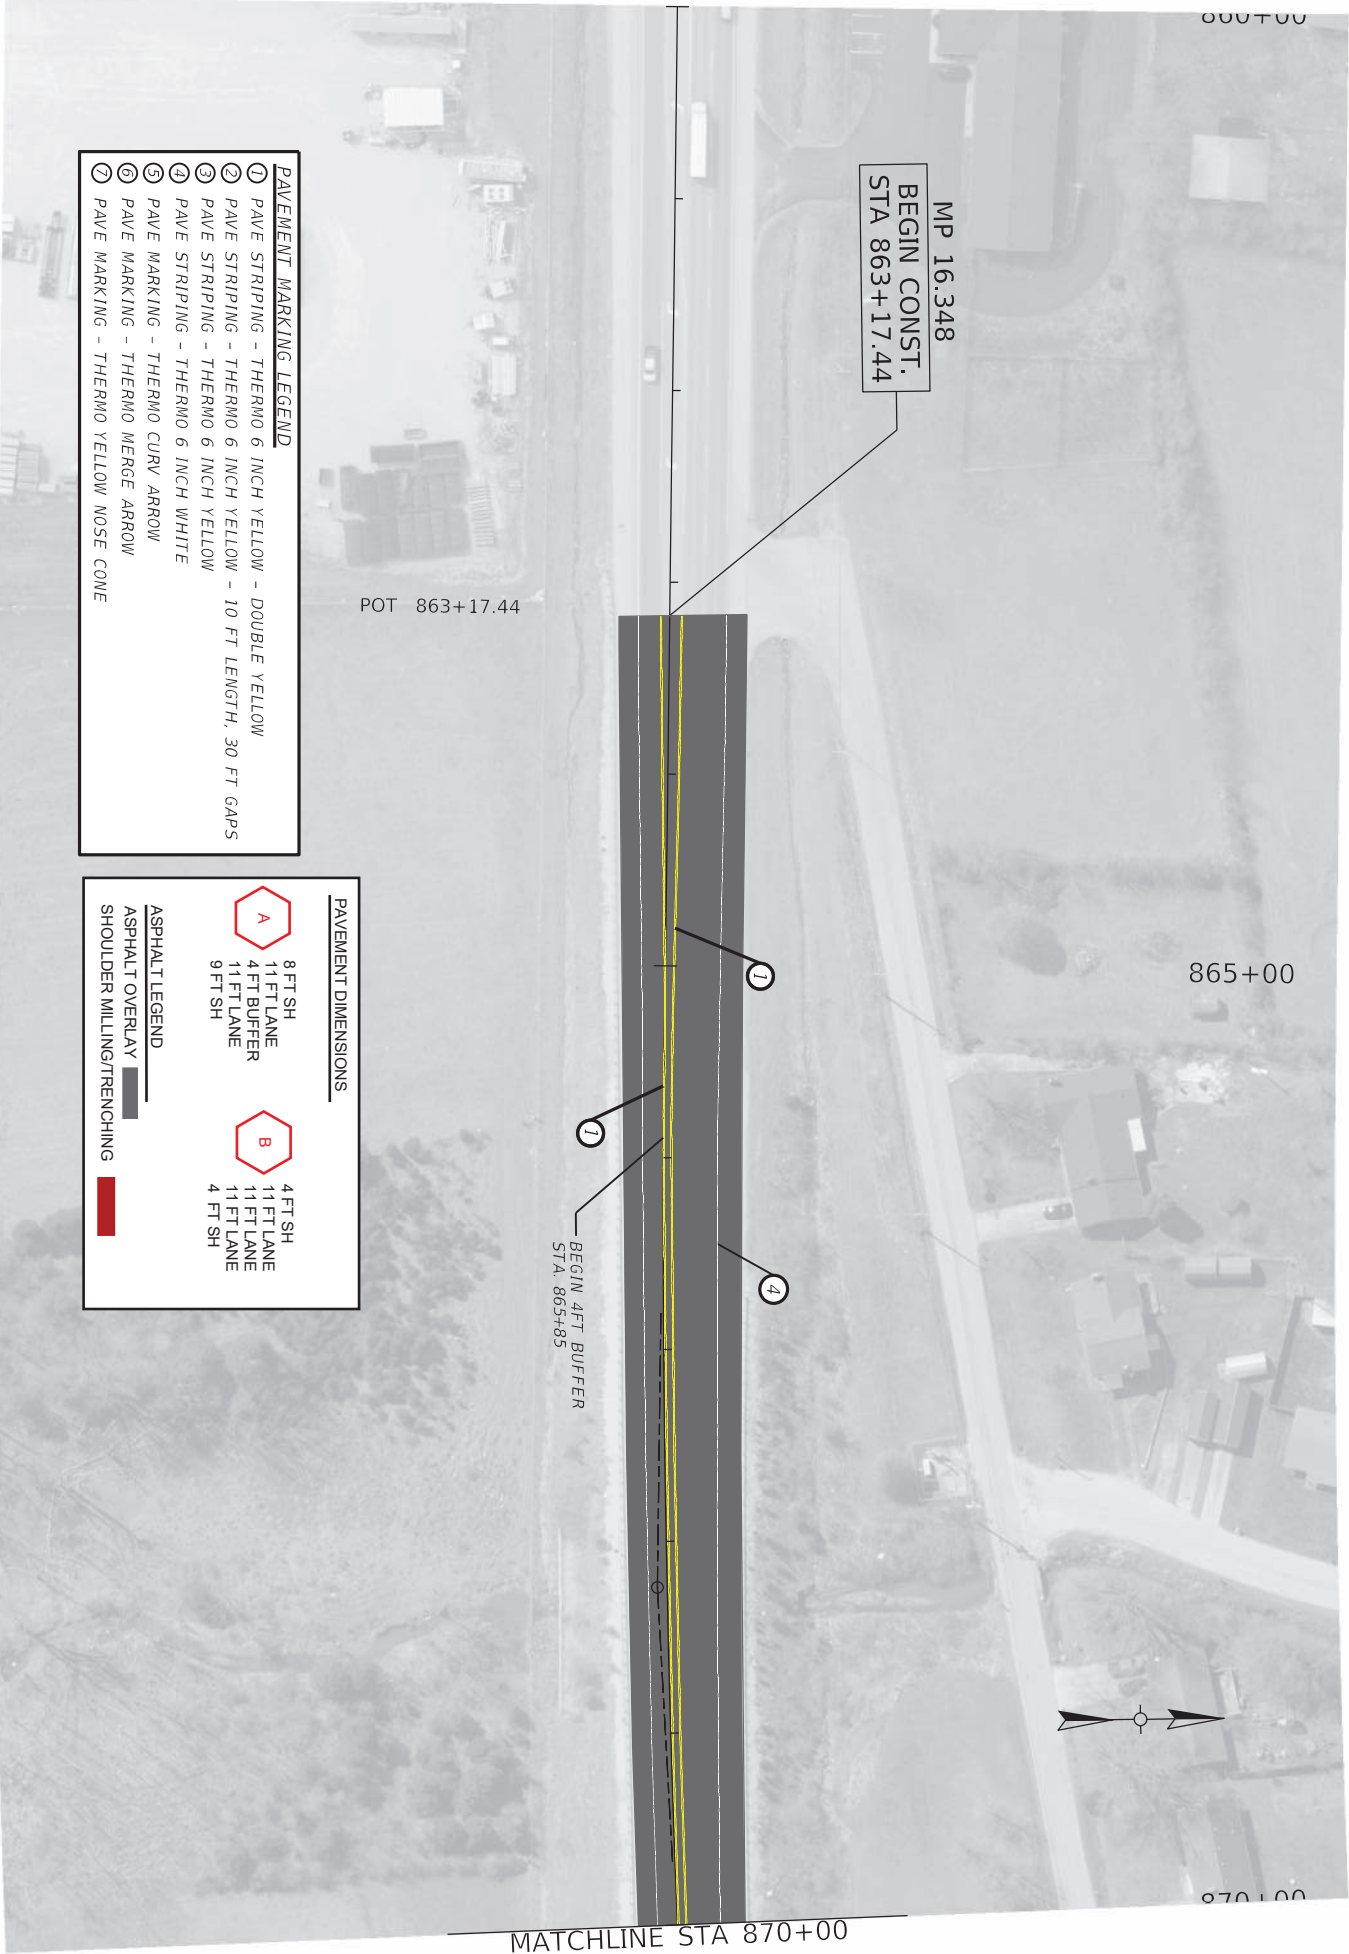 860+00
MP 16.348
BEGIN CONST.
STA 863+17.44
PAVEMENT MARKING LEGEND
1 PAVE STRIPING - THERMO 6 INCH YELLOW - DOUBLE YELLOW
2 PAVE STRIPING - THERMO 6 INCH YELLOW - 10 FT LENGTH, 30 FT GAPS
3 PAVE STRIPING - THERMO 6 INCH YELLOW
4 PAVE STRIPING - THERMO 6 INCH WHITE
5 PAVE MARKING - THERMO CURV ARROW
6 PAVE MARKING - THERMO MERGE ARROW
7 PAVE MARKING - THERMO YELLOW NOSE CONE
POT 863+17.44
PAVEMENT DIMENSIONS
A
8 FT SH
11 FT LANE
4 FT BUFFER
11 FT LANE
9 FT SH
B
4 FT SH
11 FT LANE
11 FT LANE
11 FT LANE
4 FT SH
ASPHALT LEGEND
ASPHALT OVERLAY
SHOULDER MILLING/TRENCHING
1
865+00
1
BEGIN 4FT BUFFER
STA. 865+85
4
870+00
MATCHLINE STA 870+00